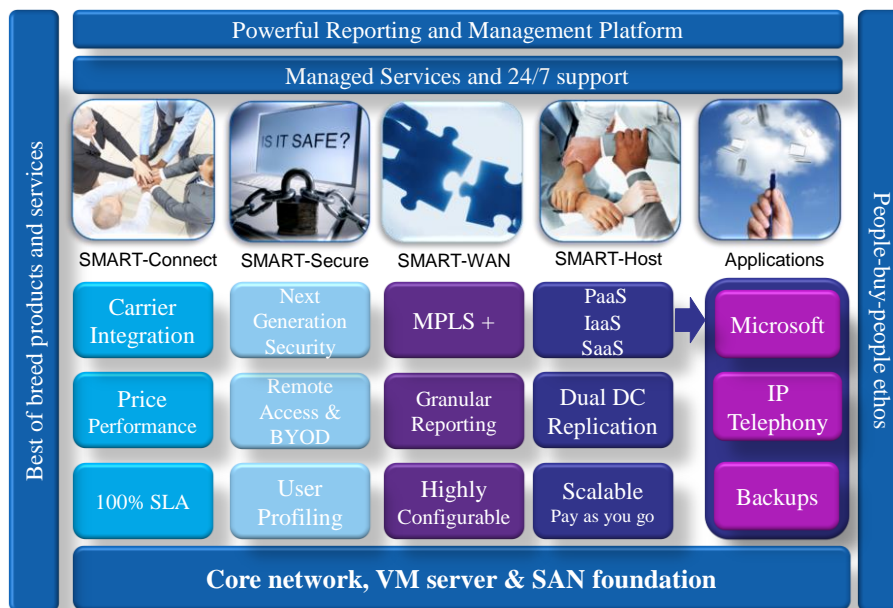 Powerful Reporting and Management Platform
Managed Services and 24/7 support
Best of breed products and services
People-buy-people ethos
IS IT SAFE?
SMART-Connect
SMART-Secure
SMART-WAN
SMART-Host
Applications
Carrier
Integration
Next
Generation
Security
MPLS +
PaaS
IaaS
SaaS
Microsoft
Price
Performance
Remote
Access &
BYOD
Granular
Reporting
Dual DC
Replication
IP
Telephony
100% SLA
User
Profiling
Highly
Configurable
Scalable
Pay as you go
Backups
Core network, VM server & SAN foundation